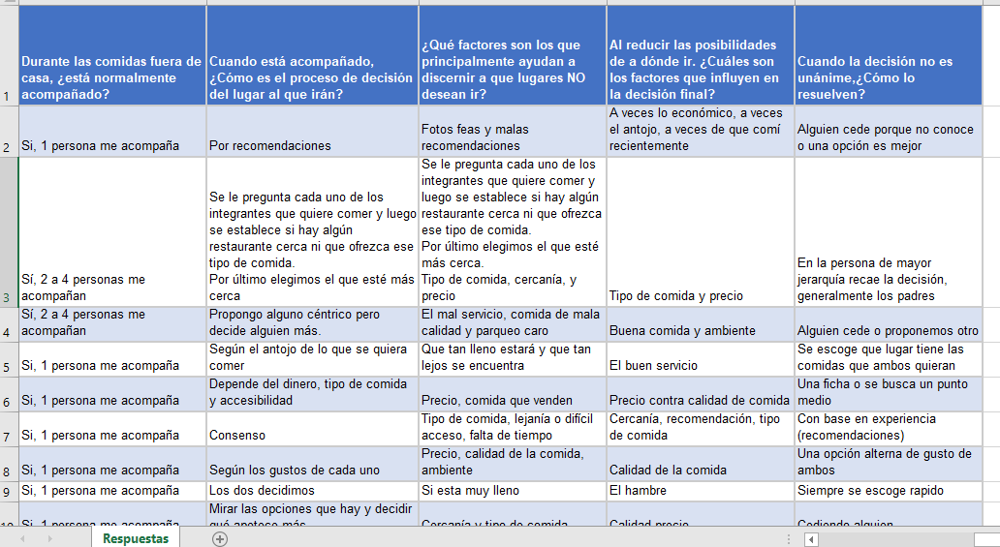 1
Durante las comidas fuera de
casa, ¿está normalmente
acompañado?
Cuando está acompañado,
¿Cómo es el proceso de decisión
del lugar al que irán?
¿Qué factores son los que
principalmente ayudan a
discernir a que lugares NO
desean ir?
Al reducir las posibilidades
de a dónde ir. ¿Cuáles son
los factores que influyen en
la decisión final?
Cuando la decisión no es
unánime,¿Cómo lo
resuelven?
2
Si, 1 persona me acompaña
Por recomendaciones
Fotos feas y malas
recomendaciones
A veces lo económico, a veces
el antojo, a veces de que comí
recientemente
Alguien cede porque no conoce
o una opción es mejor
3
Sí, 2 a 4 personas me
acompañan
Se le pregunta cada uno de los
integrantes que quiere comer y luego
se establece si hay algún
restaurante cerca ni que ofrezca ese
tipo de comida.
Por último elegimos el que esté más
cerca
Se le pregunta cada uno de los
integrantes que quiere comer y
luego se establece si hay algún
restaurante cerca ni que ofrezca
ese tipo de comida.
Por último elegimos el que esté
más cerca.
Tipo de comida, cercanía, y
precio
Tipo de comida y precio
En la persona de mayor
jerarquía recae la decisión,
generalmente los padres
4
Sí, 2 a 4 personas me
acompañan
Propongo alguno céntrico pero
decide alguien más.
El mal servicio, comida de mala
calidad y parqueo caro
Buena comida y ambiente
Alguien cede o proponemos otro
5
Si, 1 persona me acompaña
Según el antojo de lo que se quiera
comer
Que tan lleno estará y que tan
lejos se encuentra
El buen servicio
Se escoge que lugar tiene las
comidas que ambos quieran
6
Si, 1 persona me acompaña
Depende del dinero, tipo de comida
y accesibilidad
Precio, comida que venden
Precio contra calidad de comida
Una ficha o se busca un punto
medio
7
Si, 1 persona me acompaña
Consenso
Tipo de comida, lejanía o difícil
acceso, falta de tiempo
Cercanía, recomendación, tipo
de comida
Con base en experiencia
(recomendaciones)
8
Si, 1 persona me acompaña
Según los gustos de cada uno
Precio, calidad de la comida,
ambiente
Calidad de la comida
Una opción alterna de gusto de
ambos
9
Si, 1 persona me acompaña
Los dos decidimos
Si esta muy lleno
El hambre
Siempre se escoge rapido
10
Si, 1 persona me acompaña
Mirar las opciones que hay y decidir
qué apetece más
Cercanía y tipo de comida
Calidad precio
Cediendo alguien
Respuestas